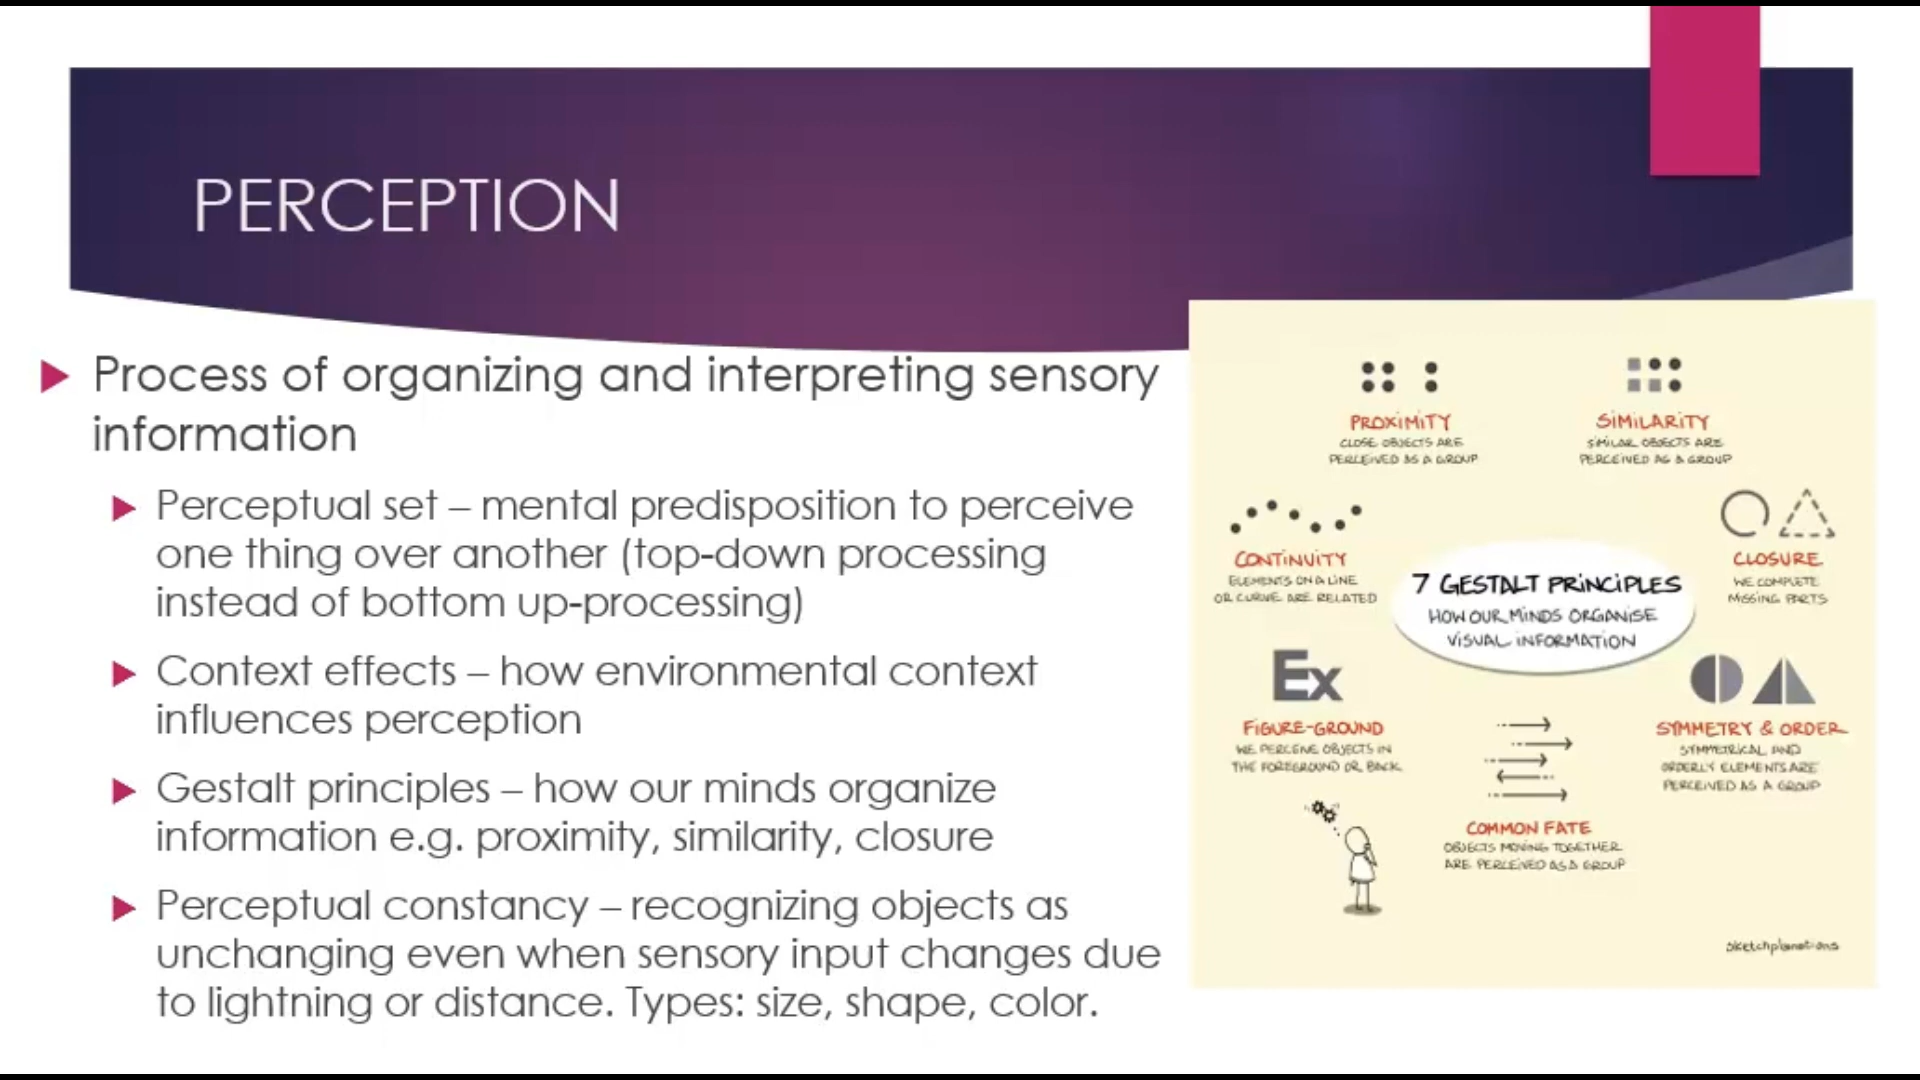 PERCEPTION
Process of organizing and interpreting sensory
information
Perceptual set – mental predisposition to perceive
one thing over another (top-down processing
instead of bottom up-processing)
Context effects – how environmental context
influences perception
Gestalt principles – how our minds organize
information e.g. proximity, similarity, closure
Perceptual constancy – recognizing objects as
unchanging even when sensory input changes due
to lightning or distance. Types: size, shape, color.
PROXIMITY
CLOSE OBJECTS ARE
PERCEIVED AS A GROUP
SIMILARITY
SIMILAR OBJECTS ARE
PERCEIVED AS A GROUP
CONTINUITY
ELEMENTS ON A LINE
OR CURVE ARE RELATED
7 GESTALT PRINCIPLES
HOW OUR MINDS ORGANISE
VISUAL INFORMATION
CLOSURE
WE COMPLETE
MISSING PARTS
Ex
FIGURE-GROUND
WE PERCEIVE OBJECTS IN
THE FOREGROUND OR BACK
SYMMETRY & ORDER
SYMMETRICAL AND
ORDERLY ELEMENTS ARE
PERCEIVED AS A GROUP
COMMON FATE
OBJECTS MOVING TOGETHER
ARE PERCEIVED AS A GROUP
sketchplanations